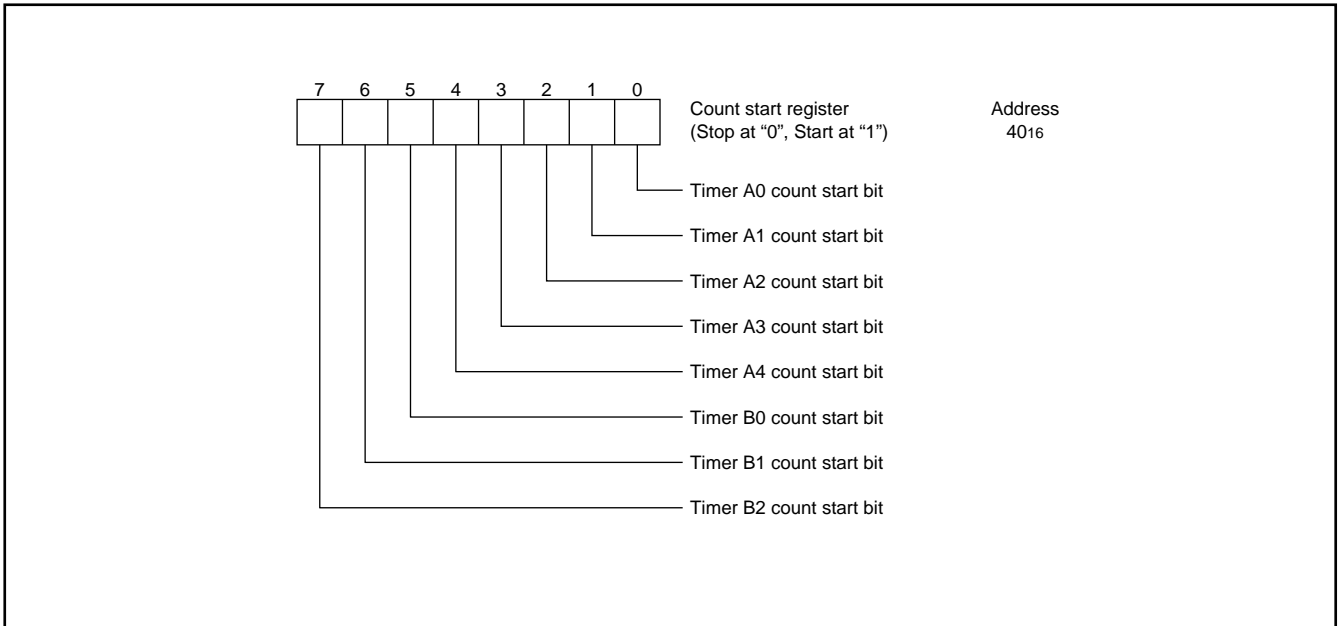 7 6 5 4 3 2 1 0
Count start register Address
(Stop at “0”, Start at “1”) 4016
Timer A0 count start bit
Timer A1 count start bit
Timer A2 count start bit
Timer A3 count start bit
Timer A4 count start bit
Timer B0 count start bit
Timer B1 count start bit
Timer B2 count start bit